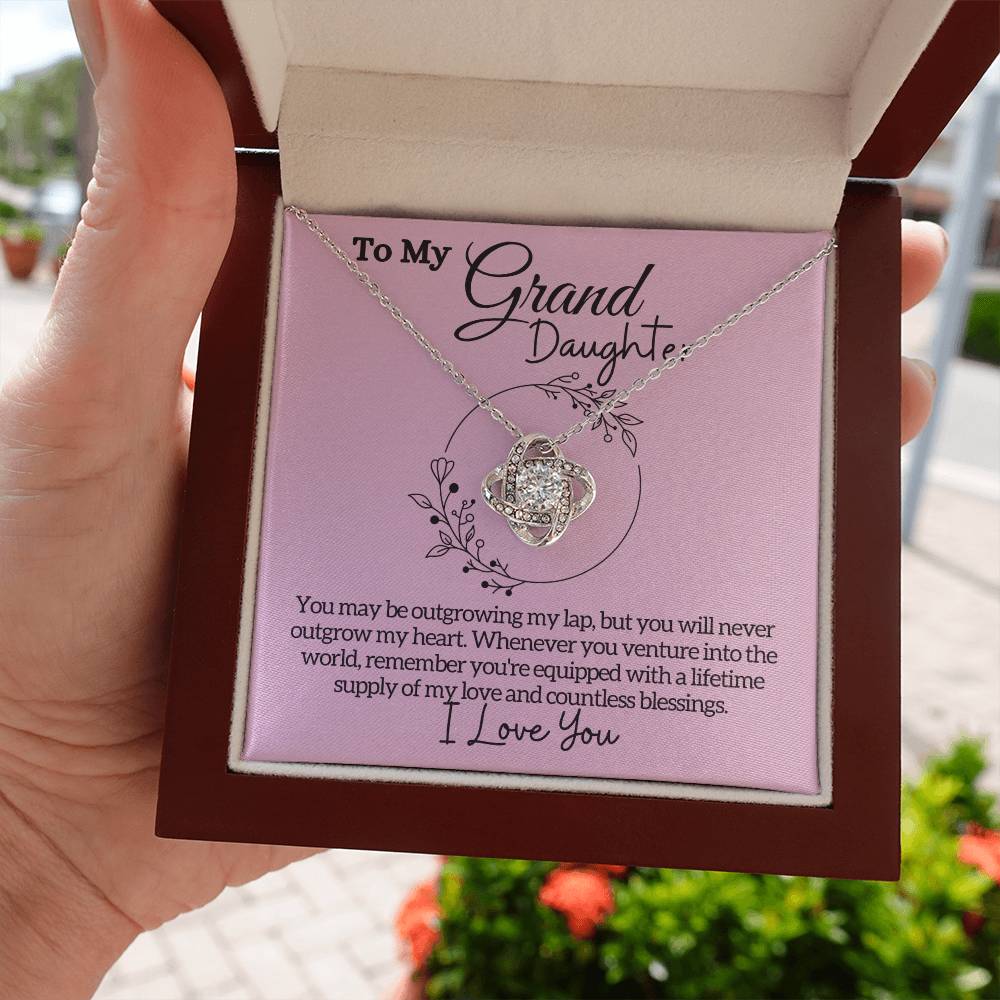 To My Grand
Daughter
You may be outgrowing my lap, but you will never
outgrow my heart. Whenever you venture into the
world, remember you're equipped with a lifetime
supply of my love and countless blessings.
I Love You